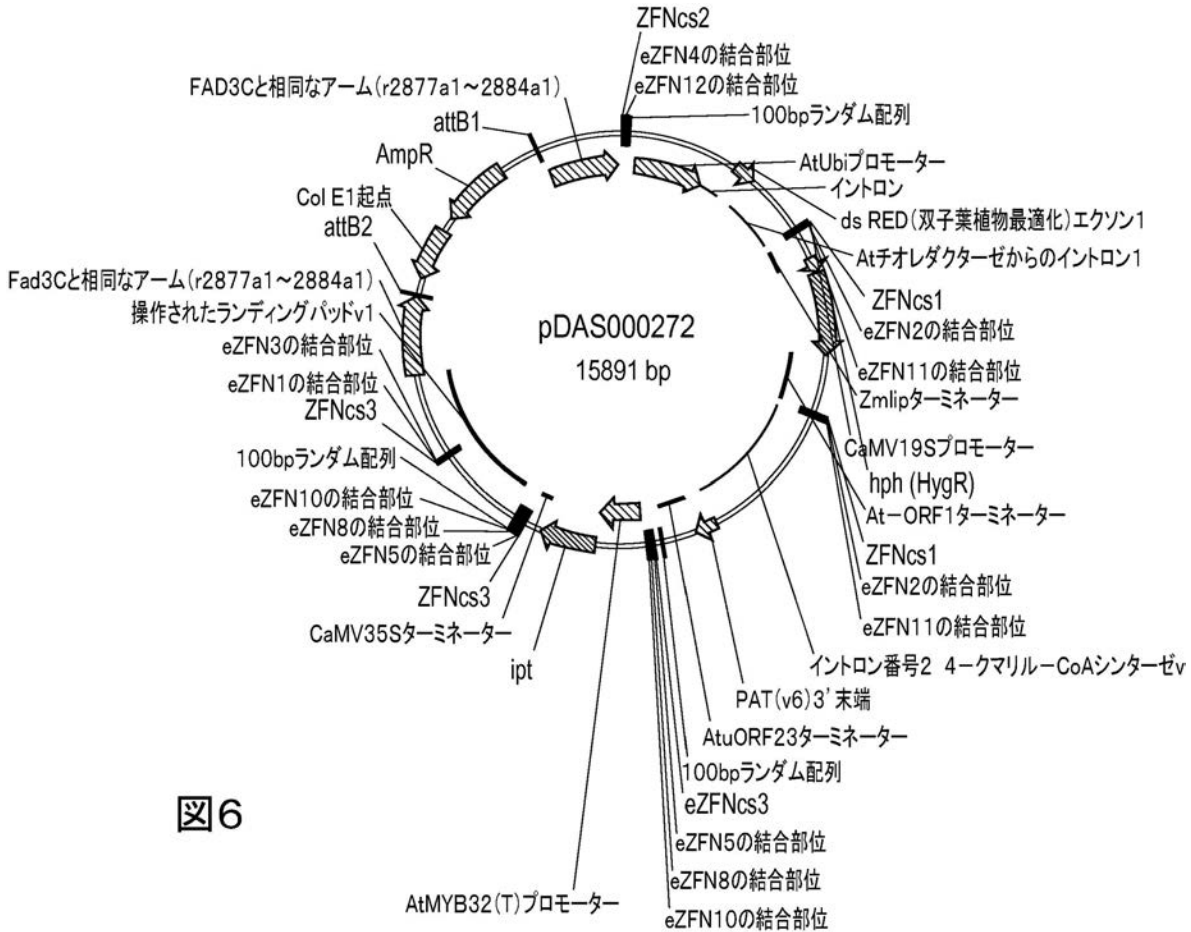 ZFNcs2
eZFN4の結合部位
eZFN12の結合部位
100bpランダム配列
AtUbiプロモーター
イントロン
ds RED(双子葉植物最適化)エクソン1
Atチオレダクターゼからのイントロン1
ZFNcs1
eZFN2の結合部位
eZFN11の結合部位
Zmlipターミネーター
CaMV19Sプロモーター
hph (HygR)
At−ORF1ターミネーター
ZFNcs1
eZFN2の結合部位
eZFN11の結合部位
イントロン番号2 4−クマリル−CoAシンターゼv
PAT(v6)3'末端
AtuORF23ターミネーター
100bpランダム配列
eZFNcs3
eZFN5の結合部位
eZFN8の結合部位
eZFN10の結合部位
AtMYB32(T)プロモーター
ipt
CaMV35Sターミネーター
ZFNcs3
eZFN5の結合部位
eZFN8の結合部位
eZFN10の結合部位
100bpランダム配列
ZFNcs3
eZFN1の結合部位
eZFN3の結合部位
操作されたランディングパッドv1
Fad3Cと相同なアーム(r2877a1~2884a1)
attB2
Col E1起点
AmpR
attB1
FAD3Cと相同なアーム(r2877a1~2884a1)
pDAS000272
15891 bp
図6